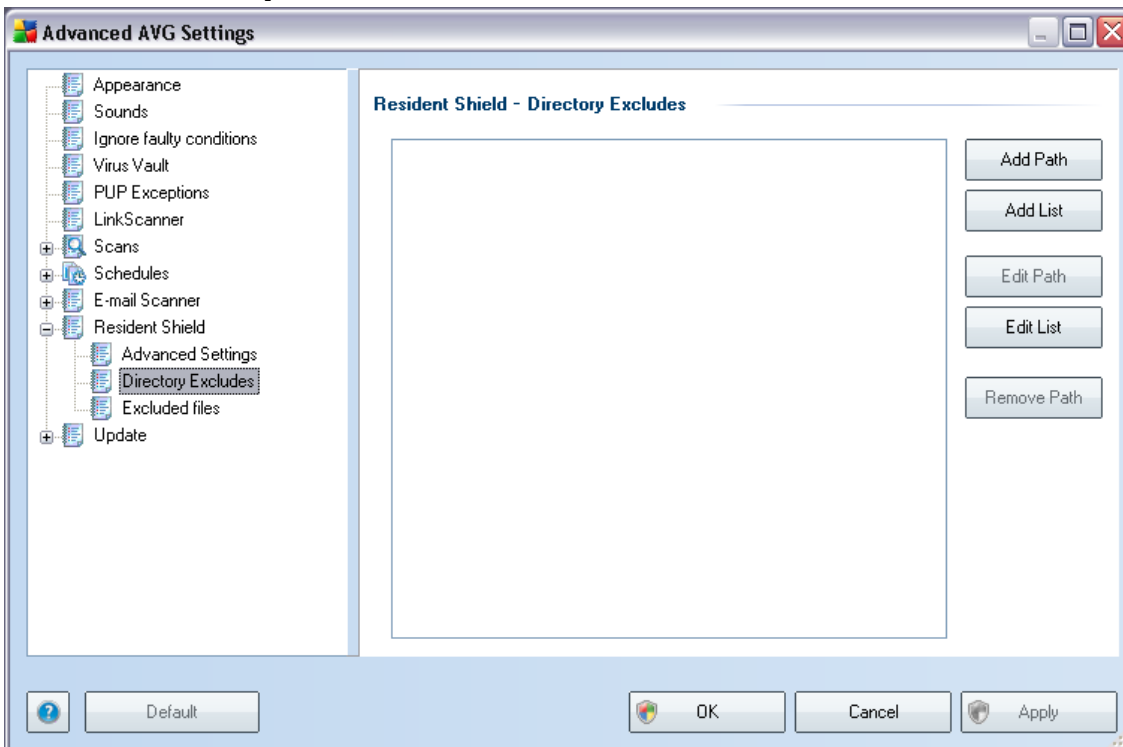 Advanced AVG Settings
Appearance
Sounds
Ignore faulty conditions
Virus Vault
PUP Exceptions
LinkScanner
Scans
Schedules
E-mail Scanner
Resident Shield
Advanced Settings
Directory Excludes
Excluded files
Update
Resident Shield - Directory Excludes
Add Path
Add List
Edit Path
Edit List
Remove Path
Default
OK
Cancel
Apply